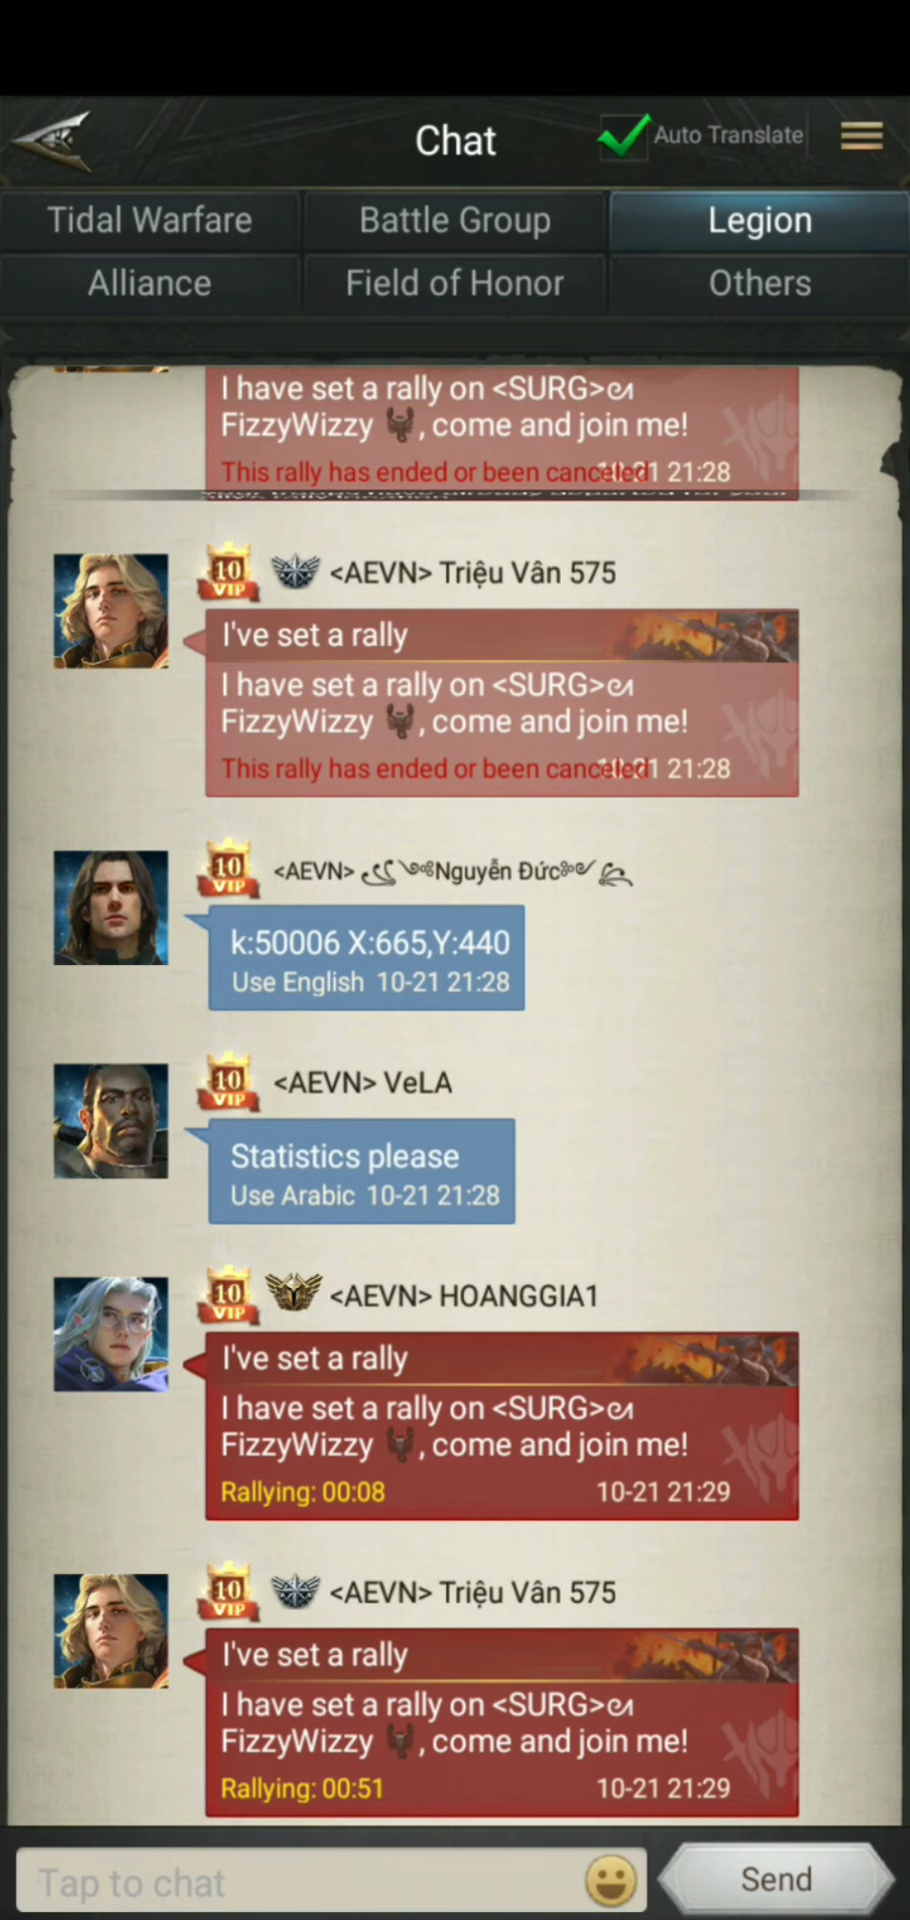 Chat
Auto Translate
Tidal Warfare
Battle Group
Legion
Alliance
Field of Honor
Others
I have set a rally on <SURG>ᘛ
FizzyWizzy , come and join me!
This rally has ended or been canceled 10-21 21:28
10 VIP <AEVN> Triệu Vân 575
I've set a rally
I have set a rally on <SURG>ᘛ
FizzyWizzy , come and join me!
This rally has ended or been canceled 10-21 21:28
10 VIP <AEVN> Nguyễn Đức
k:50006 X:665,Y:440
Use English 10-21 21:28
10 VIP <AEVN> VeLA
Statistics please
Use Arabic 10-21 21:28
10 VIP <AEVN> HOANGGIA1
I've set a rally
I have set a rally on <SURG>ᘛ
FizzyWizzy , come and join me!
Rallying: 00:08 10-21 21:29
10 VIP <AEVN> Triệu Vân 575
I've set a rally
I have set a rally on <SURG>ᘛ
FizzyWizzy , come and join me!
Rallying: 00:51 10-21 21:29
Tap to chat
Send